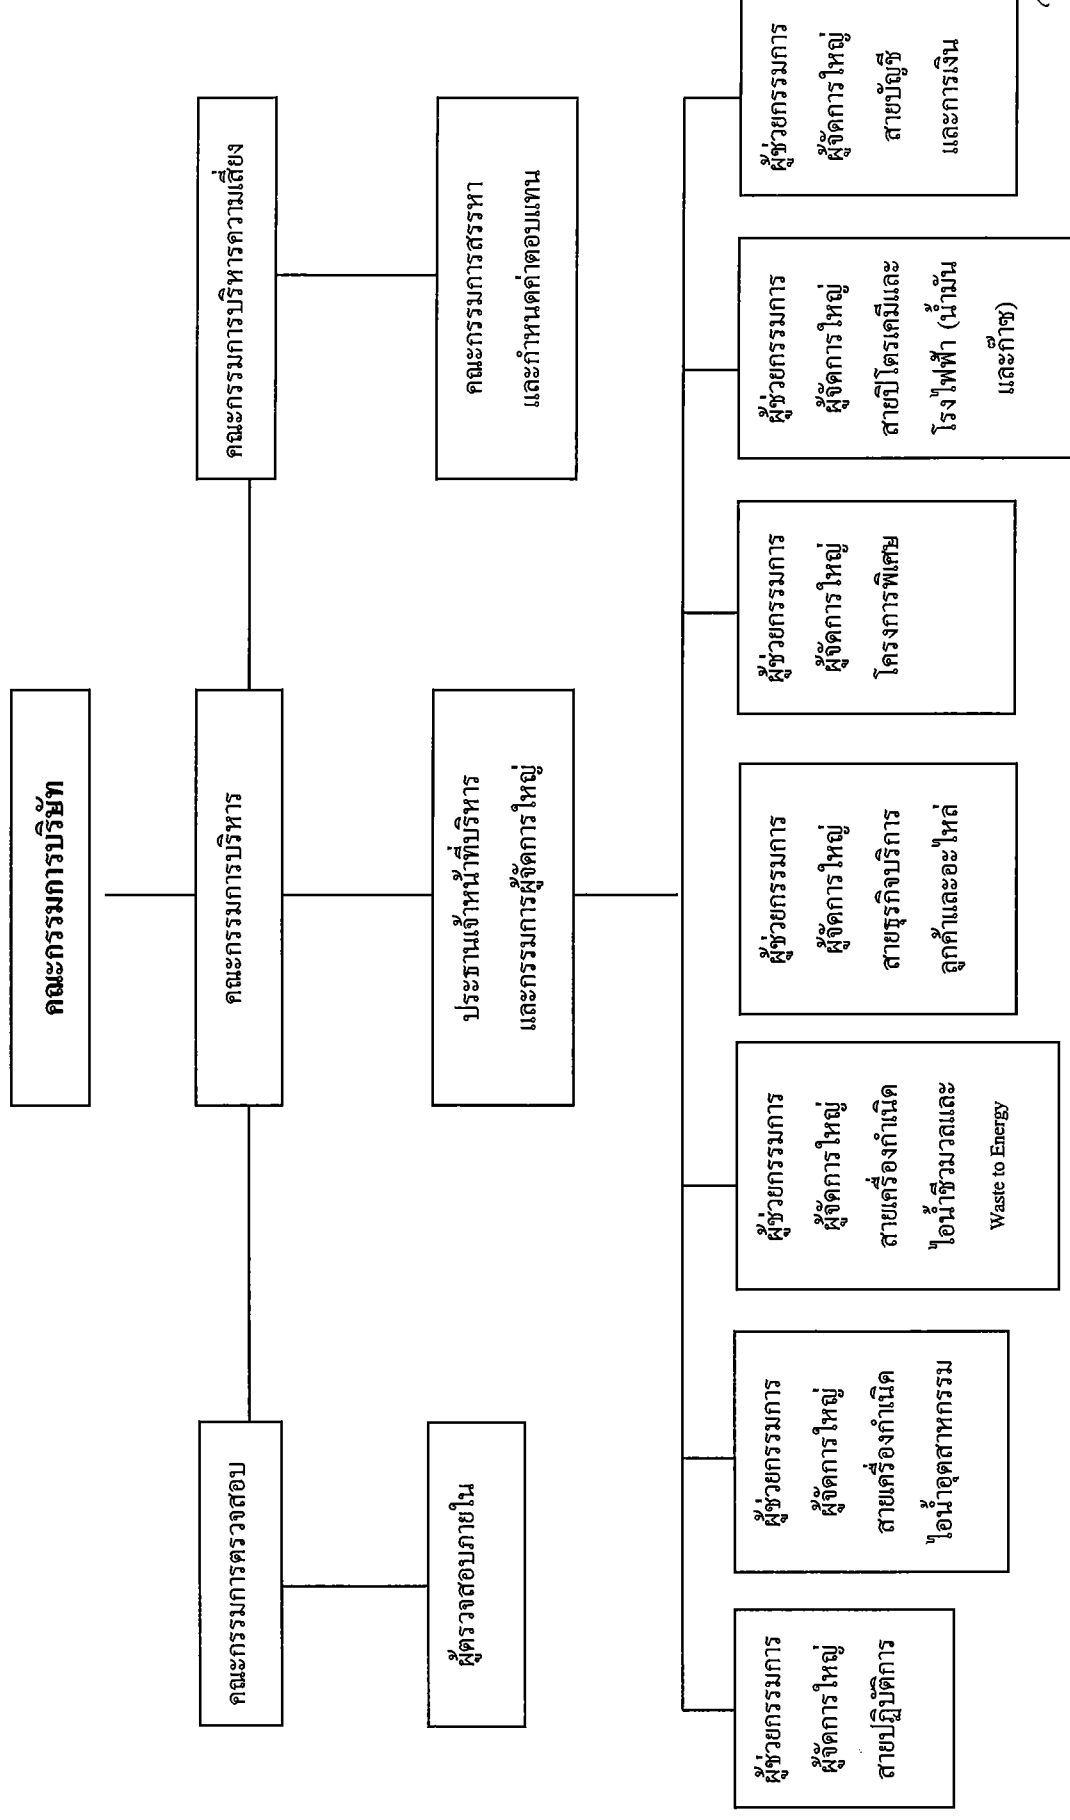 คณะกรรมการบริษัท
คณะกรรมการตรวจสอบ
คณะกรรมการบริหาร
คณะกรรมการบริหารความเสี่ยง
ผู้ตรวจสอบภายใน
ประธานเจ้าหน้าที่บริหาร
และกรรมการผู้จัดการใหญ่
คณะกรรมการสรรหา
และกำหนดค่าตอบแทน
ผู้ช่วยกรรมการ
ผู้จัดการใหญ่
สายปฏิบัติการ
ผู้ช่วยกรรมการ
ผู้จัดการใหญ่
สายเครื่องกำเนิด
ไอน้ำอุตสาหกรรม
ผู้ช่วยกรรมการ
ผู้จัดการใหญ่
สายเครื่องกำเนิด
ไอน้ำชีวมวลและ
Waste to Energy
ผู้ช่วยกรรมการ
ผู้จัดการใหญ่
สายธุรกิจบริการ
ลูกค้าและอะไหล่
ผู้ช่วยกรรมการ
ผู้จัดการใหญ่
โครงการพิเศษ
ผู้ช่วยกรรมการ
ผู้จัดการใหญ่
สายปิโตรเคมีและ
โรงไฟฟ้า (น้ำมัน
และก๊าซ)
ผู้ช่วยกรรมการ
ผู้จัดการใหญ่
สายบัญชี
และการเงิน